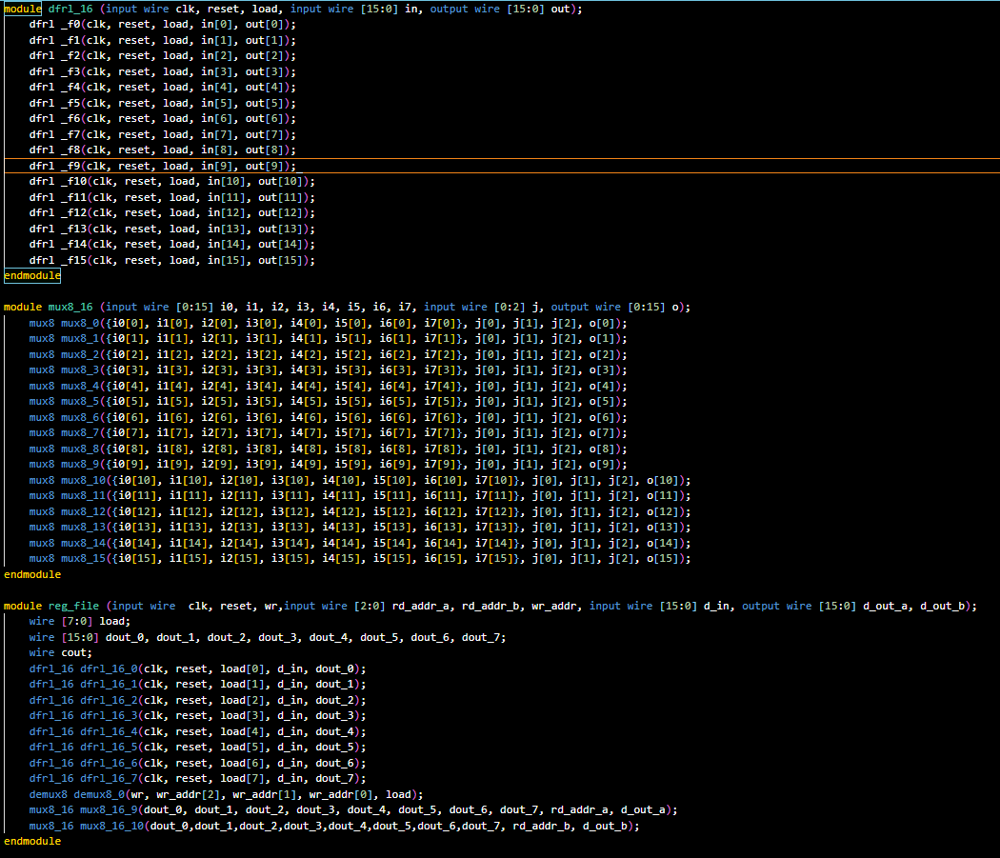 module dfrl_16 (input wire clk, reset, load, input wire [15:0] in, output wire [15:0] out);
    dfrl _f0(clk, reset, load, in[0], out[0]);
    dfrl _f1(clk, reset, load, in[1], out[1]);
    dfrl _f2(clk, reset, load, in[2], out[2]);
    dfrl _f3(clk, reset, load, in[3], out[3]);
    dfrl _f4(clk, reset, load, in[4], out[4]);
    dfrl _f5(clk, reset, load, in[5], out[5]);
    dfrl _f6(clk, reset, load, in[6], out[6]);
    dfrl _f7(clk, reset, load, in[7], out[7]);
    dfrl _f8(clk, reset, load, in[8], out[8]);
    dfrl _f9(clk, reset, load, in[9], out[9]);
    dfrl _f10(clk, reset, load, in[10], out[10]);
    dfrl _f11(clk, reset, load, in[11], out[11]);
    dfrl _f12(clk, reset, load, in[12], out[12]);
    dfrl _f13(clk, reset, load, in[13], out[13]);
    dfrl _f14(clk, reset, load, in[14], out[14]);
    dfrl _f15(clk, reset, load, in[15], out[15]);
endmodule
module mux8_16 (input wire [0:15] i0, i1, i2, i3, i4, i5, i6, i7, input wire [0:2] j, output wire [0:15] o);
    mux8 mux8_0({i0[0], i1[0], i2[0], i3[0], i4[0], i5[0], i6[0], i7[0]}, j[0], j[1], j[2], o[0]);
    mux8 mux8_1({i0[1], i1[1], i2[1], i3[1], i4[1], i5[1], i6[1], i7[1]}, j[0], j[1], j[2], o[1]);
    mux8 mux8_2({i0[2], i1[2], i2[2], i3[2], i4[2], i5[2], i6[2], i7[2]}, j[0], j[1], j[2], o[2]);
    mux8 mux8_3({i0[3], i1[3], i2[3], i3[3], i4[3], i5[3], i6[3], i7[3]}, j[0], j[1], j[2], o[3]);
    mux8 mux8_4({i0[4], i1[4], i2[4], i3[4], i4[4], i5[4], i6[4], i7[4]}, j[0], j[1], j[2], o[4]);
    mux8 mux8_5({i0[5], i1[5], i2[5], i3[5], i4[5], i5[5], i6[5], i7[5]}, j[0], j[1], j[2], o[5]);
    mux8 mux8_6({i0[6], i1[6], i2[6], i3[6], i4[6], i5[6], i6[6], i7[6]}, j[0], j[1], j[2], o[6]);
    mux8 mux8_7({i0[7], i1[7], i2[7], i3[7], i4[7], i5[7], i6[7], i7[7]}, j[0], j[1], j[2], o[7]);
    mux8 mux8_8({i0[8], i1[8], i2[8], i3[8], i4[8], i5[8], i6[8], i7[8]}, j[0], j[1], j[2], o[8]);
    mux8 mux8_9({i0[9], i1[9], i2[9], i3[9], i4[9], i5[9], i6[9], i7[9]}, j[0], j[1], j[2], o[9]);
    mux8 mux8_10({i0[10], i1[10], i2[10], i3[10], i4[10], i5[10], i6[10], i7[10]}, j[0], j[1], j[2], o[10]);
    mux8 mux8_11({i0[11], i1[11], i2[11], i3[11], i4[11], i5[11], i6[11], i7[11]}, j[0], j[1], j[2], o[11]);
    mux8 mux8_12({i0[12], i1[12], i2[12], i3[12], i4[12], i5[12], i6[12], i7[12]}, j[0], j[1], j[2], o[12]);
    mux8 mux8_13({i0[13], i1[13], i2[13], i3[13], i4[13], i5[13], i6[13], i7[13]}, j[0], j[1], j[2], o[13]);
    mux8 mux8_14({i0[14], i1[14], i2[14], i3[14], i4[14], i5[14], i6[14], i7[14]}, j[0], j[1], j[2], o[14]);
    mux8 mux8_15({i0[15], i1[15], i2[15], i3[15], i4[15], i5[15], i6[15], i7[15]}, j[0], j[1], j[2], o[15]);
endmodule
module reg_file (input wire  clk, reset, wr,input wire [2:0] rd_addr_a, rd_addr_b, wr_addr, input wire [15:0] d_in, output wire [15:0] d_out_a, d_out_b);
    wire [7:0] load;
    wire [15:0] dout_0, dout_1, dout_2, dout_3, dout_4, dout_5, dout_6, dout_7;
    wire cout;
    dfrl_16 dfrl_16_0(clk, reset, load[0], d_in, dout_0);
    dfrl_16 dfrl_16_1(clk, reset, load[1], d_in, dout_1);
    dfrl_16 dfrl_16_2(clk, reset, load[2], d_in, dout_2);
    dfrl_16 dfrl_16_3(clk, reset, load[3], d_in, dout_3);
    dfrl_16 dfrl_16_4(clk, reset, load[4], d_in, dout_4);
    dfrl_16 dfrl_16_5(clk, reset, load[5], d_in, dout_5);
    dfrl_16 dfrl_16_6(clk, reset, load[6], d_in, dout_6);
    dfrl_16 dfrl_16_7(clk, reset, load[7], d_in, dout_7);
    demux8 demux8_0(wr, wr_addr[2], wr_addr[1], wr_addr[0], load);
    mux8_16 mux8_16_9(dout_0, dout_1, dout_2, dout_3, dout_4, dout_5, dout_6, dout_7, rd_addr_a, d_out_a);
    mux8_16 mux8_16_10(dout_0,dout_1,dout_2,dout_3,dout_4,dout_5,dout_6,dout_7, rd_addr_b, d_out_b);
endmodule